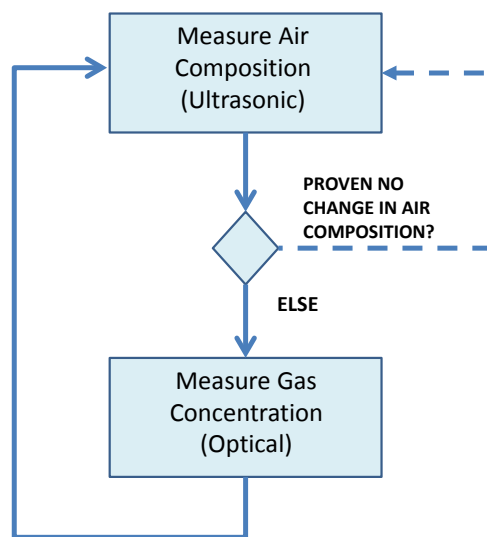 Measure Air
Composition
(Ultrasonic)
PROVEN NO
CHANGE IN AIR
COMPOSITION?
ELSE
Measure Gas
Concentration
(Optical)